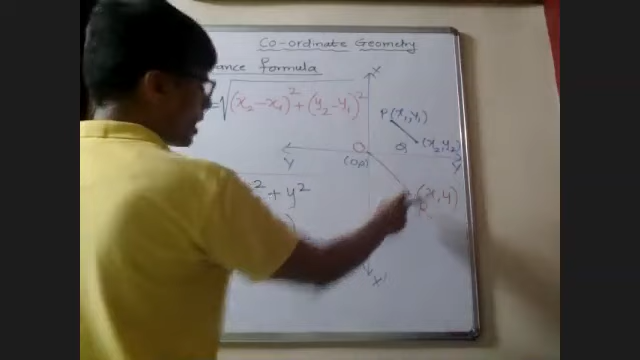 Co-ordinate Geometry
ance formula
= √(x₂-x₁)² + (y₂-y₁)²
X
P(x₁,y₁)
Q (x₂,y₂)
Y
O
(0,0)
Y
² + y²
(x,y)
X'